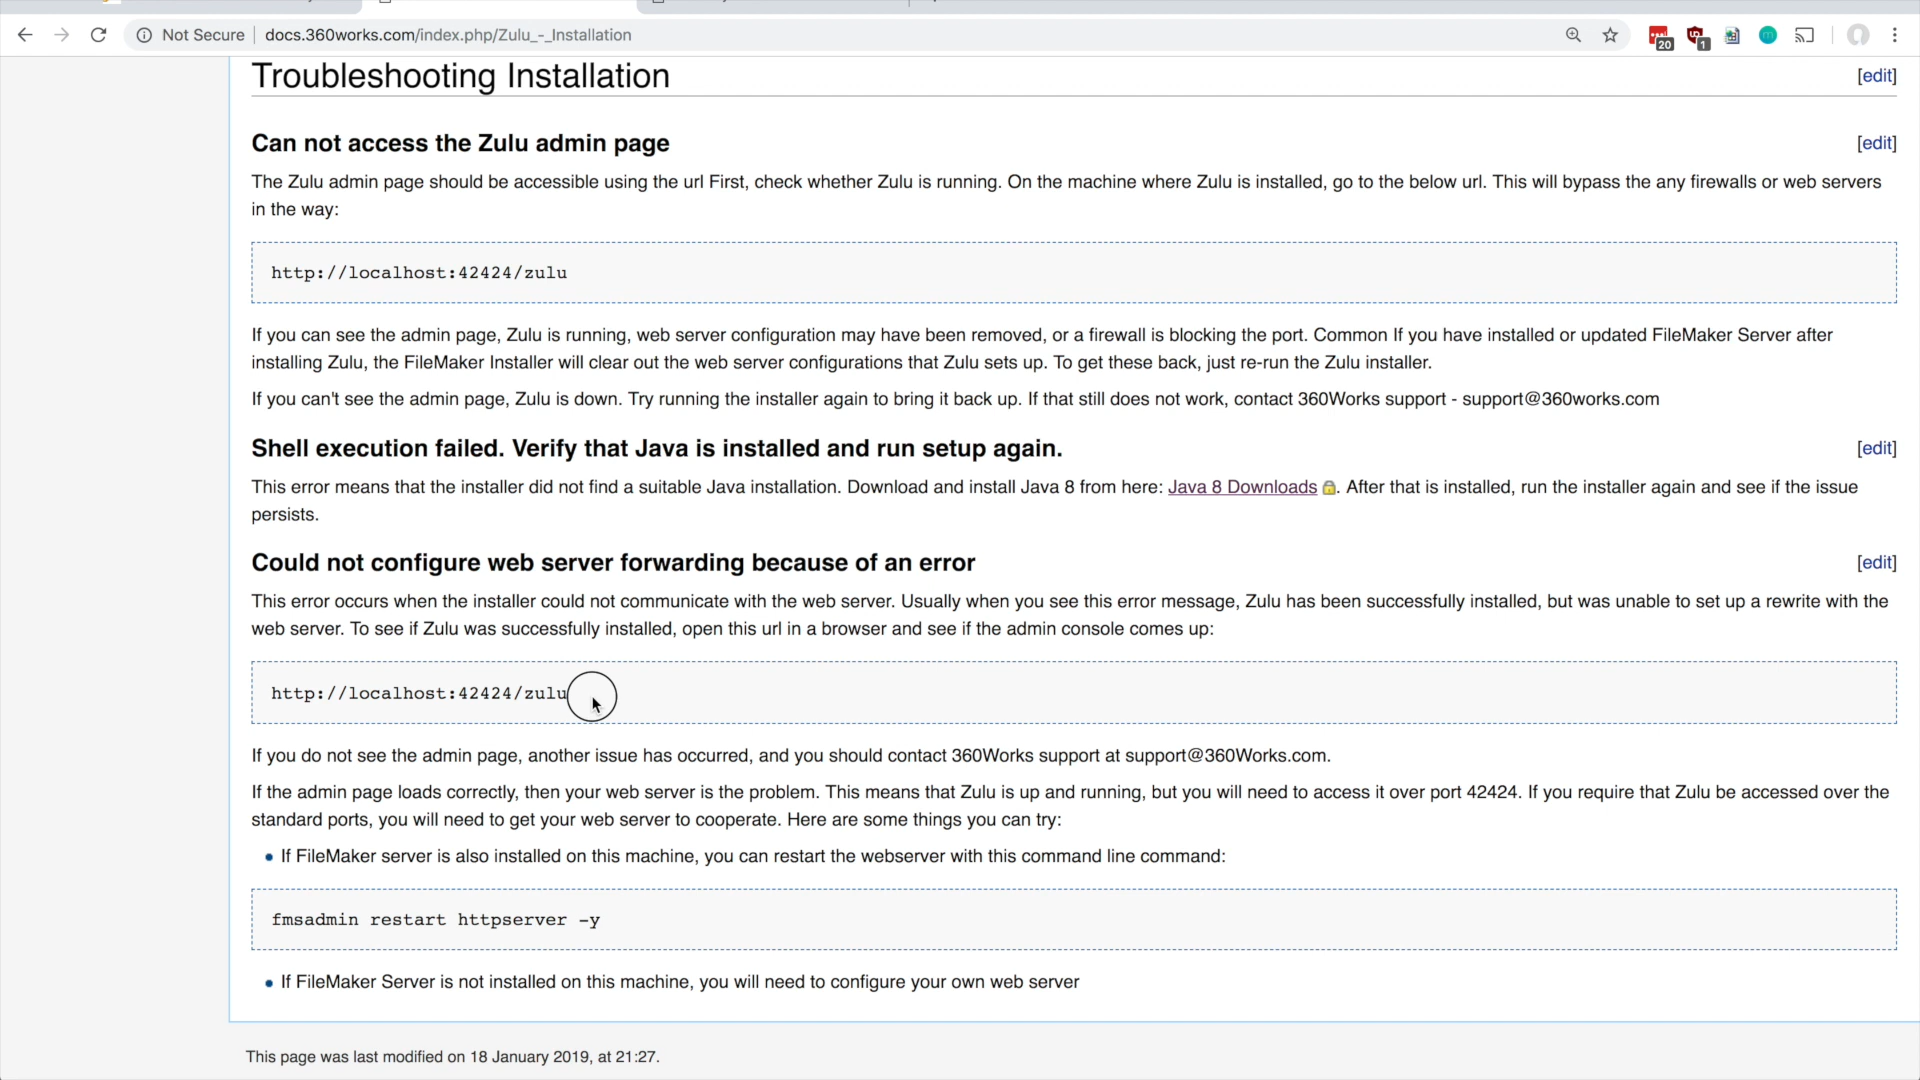 Not Secure docs.360works.com/index.php/Zulu_-_Installation
20 1
Troubleshooting Installation [edit]
Can not access the Zulu admin page [edit]
The Zulu admin page should be accessible using the url First, check whether Zulu is running. On the machine where Zulu is installed, go to the below url. This will bypass the any firewalls or web servers
in the way:
http://localhost:42424/zulu
If you can see the admin page, Zulu is running, web server configuration may have been removed, or a firewall is blocking the port. Common If you have installed or updated FileMaker Server after
installing Zulu, the FileMaker Installer will clear out the web server configurations that Zulu sets up. To get these back, just re-run the Zulu installer.
If you can't see the admin page, Zulu is down. Try running the installer again to bring it back up. If that still does not work, contact 360Works support - support@360works.com
Shell execution failed. Verify that Java is installed and run setup again. [edit]
This error means that the installer did not find a suitable Java installation. Download and install Java 8 from here: Java 8 Downloads. After that is installed, run the installer again and see if the issue
persists.
Could not configure web server forwarding because of an error [edit]
This error occurs when the installer could not communicate with the web server. Usually when you see this error message, Zulu has been successfully installed, but was unable to set up a rewrite with the
web server. To see if Zulu was successfully installed, open this url in a browser and see if the admin console comes up:
http://localhost:42424/zulu
If you do not see the admin page, another issue has occurred, and you should contact 360Works support at support@360Works.com.
If the admin page loads correctly, then your web server is the problem. This means that Zulu is up and running, but you will need to access it over port 42424. If you require that Zulu be accessed over the
standard ports, you will need to get your web server to cooperate. Here are some things you can try:
• If FileMaker server is also installed on this machine, you can restart the webserver with this command line command:
fmsadmin restart httpserver -y
• If FileMaker Server is not installed on this machine, you will need to configure your own web server
This page was last modified on 18 January 2019, at 21:27.